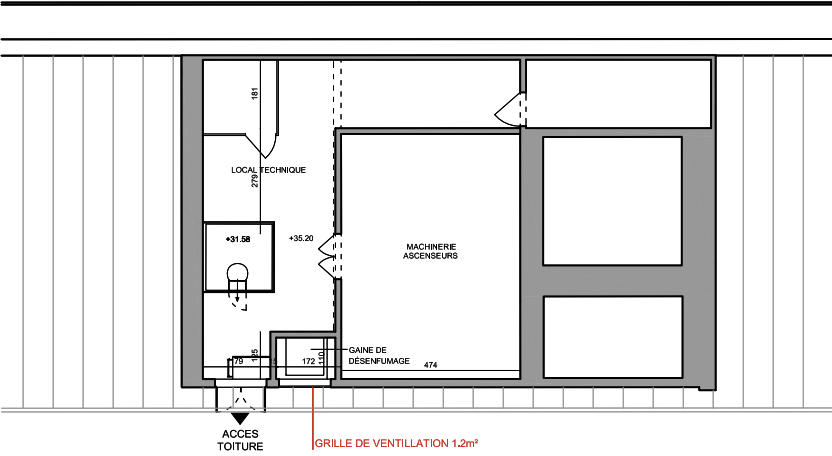 181
LOCAL TECHNIQUE
279
+31.58
+35.20
MACHINERIE
ASCENSEURS
GAINE DE
DÉSENFUMAGE
125
79
172
110
474
ACCES
TOITURE
GRILLE DE VENTILLATION 1.2m²